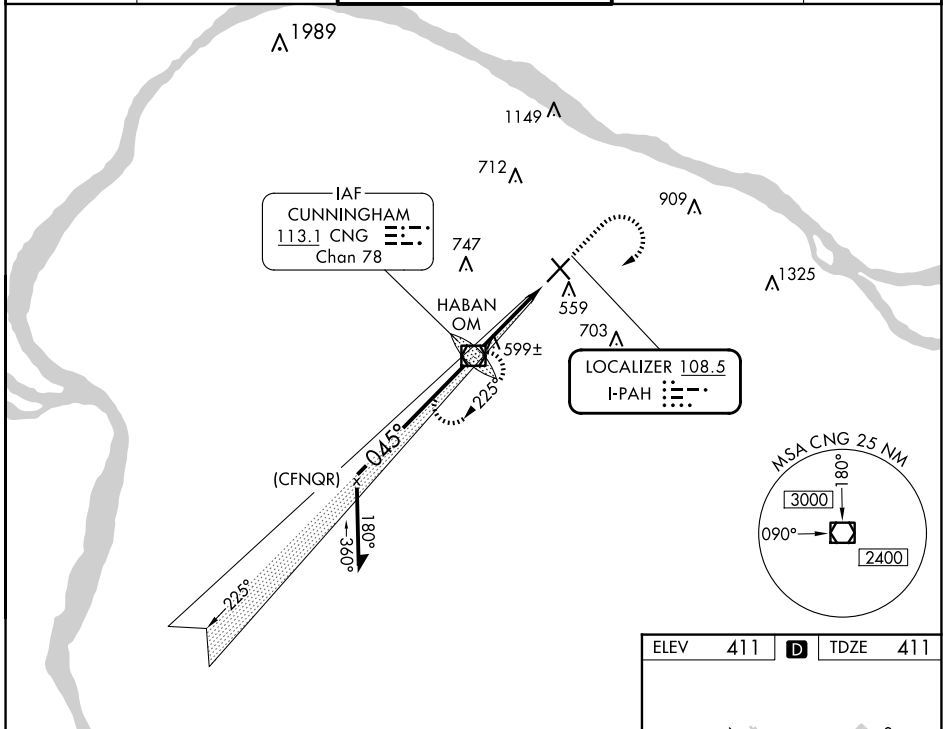 1989
1149
712
909
IAF
CUNNINGHAM
113.1 CNG
Chan 78
747
1325
HABAN
OM
559
599±
703
LOCALIZER 108.5
I-PAH
225°
045°
(CFNQR)
180°
360°
225°
MSA CNG 25 NM
180°
3000
090°
2400
ELEV 411 D TDZE 411